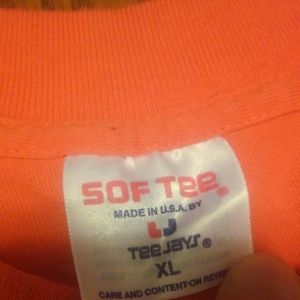 SOF TEE.
MADE IN U.S.A. BY
TEE JAYS®
XL
CARE AND CONTENT ON REVERSE